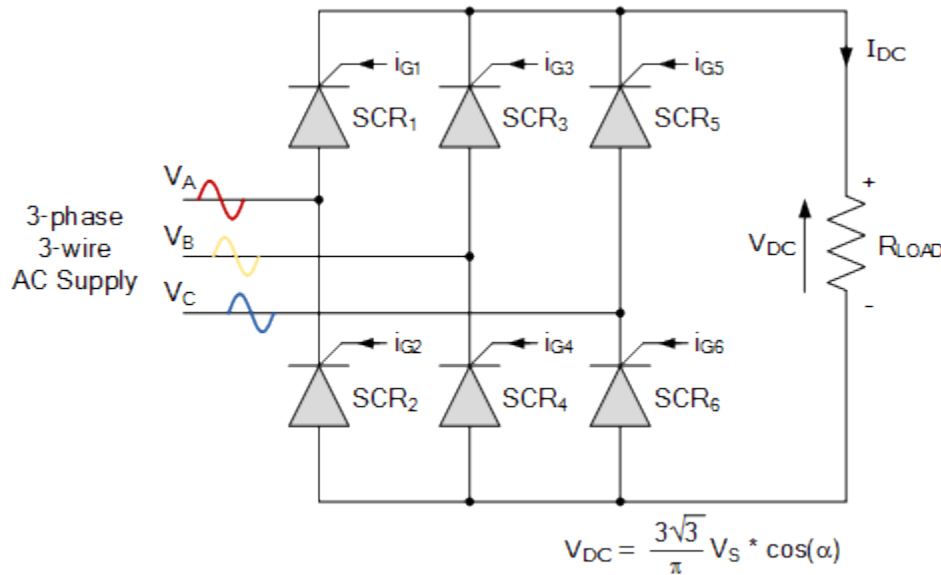 iG1 iG3 iG5 IDC
SCR1 SCR3 SCR5
VA
3-phase
3-wire
AC Supply
VB
VC
+
VDC RLOAD
-
iG2 iG4 iG6
SCR2 SCR4 SCR6
VDC = 3√3/π VS * cos(α)